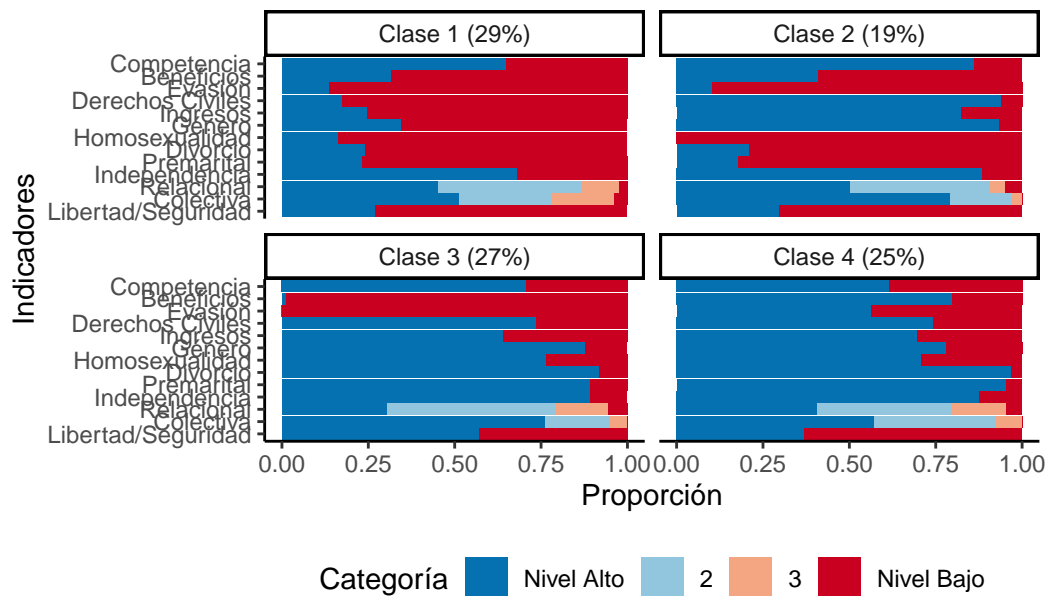 Clase 1 (29%)
Clase 2 (19%)
Competencia
Beneficios
Evasión
Derechos Civiles
Ingresos
Género
Homosexualidad
Divorcio
Premarital
Independencia
Relacional
Colectiva
Libertad/Seguridad
Clase 3 (27%)
Clase 4 (25%)
Competencia
Beneficios
Evasión
Derechos Civiles
Ingresos
Género
Homosexualidad
Divorcio
Premarital
Independencia
Relacional
Colectiva
Libertad/Seguridad
Indicadores
0.00 0.25 0.50 0.75 1.00 0.00 0.25 0.50 0.75 1.00
Proporción
Categoría Nivel Alto 2 3 Nivel Bajo